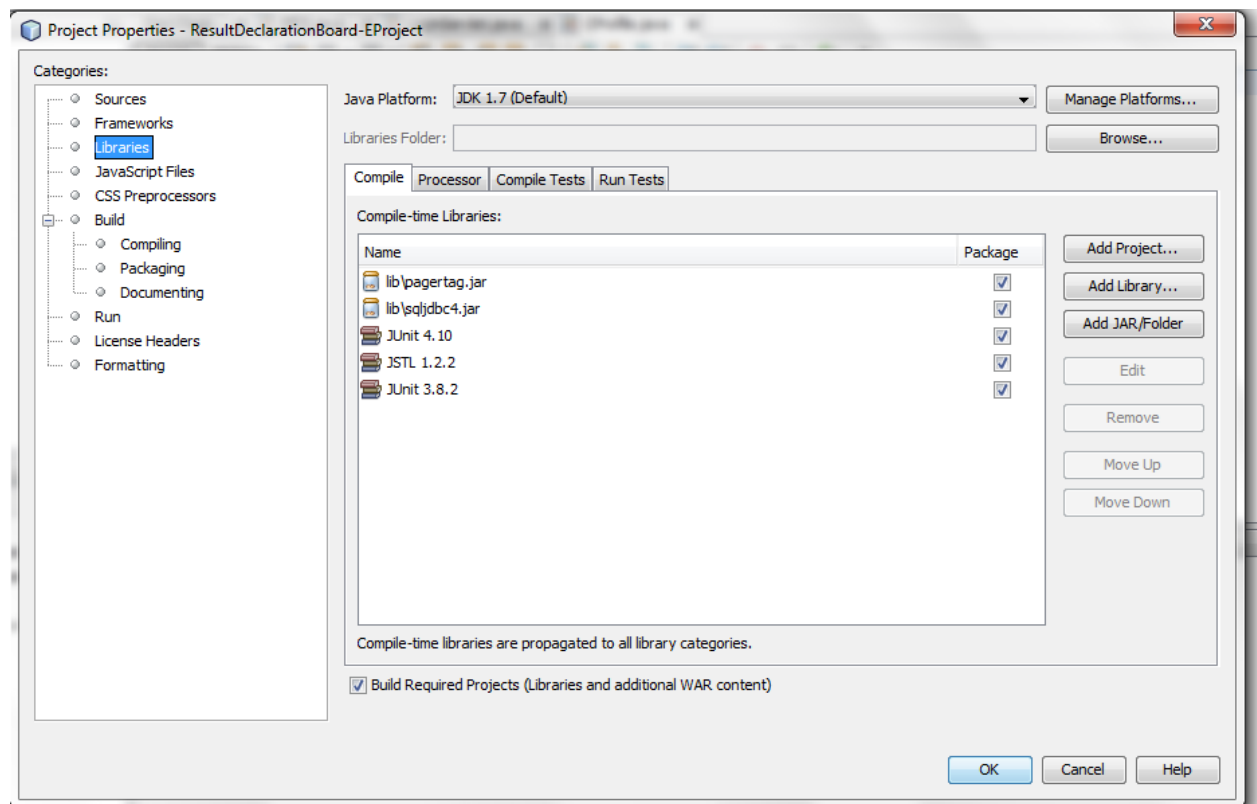 Project Properties - ResultDeclarationBoard-EProject
Categories:
Sources
Frameworks
Libraries
JavaScript Files
CSS Preprocessors
Build
Compiling
Packaging
Documenting
Run
License Headers
Formatting
Java Platform: JDK 1.7 (Default) Manage Platforms...
Libraries Folder: Browse...
Compile Processor Compile Tests Run Tests
Compile-time Libraries:
Name Package
lib\pagertag.jar
lib\sqljdbc4.jar
JUnit 4.10
JSTL 1.2.2
JUnit 3.8.2
Add Project...
Add Library...
Add JAR/Folder
Edit
Remove
Move Up
Move Down
Compile-time libraries are propagated to all library categories.
Build Required Projects (Libraries and additional WAR content)
OK Cancel Help